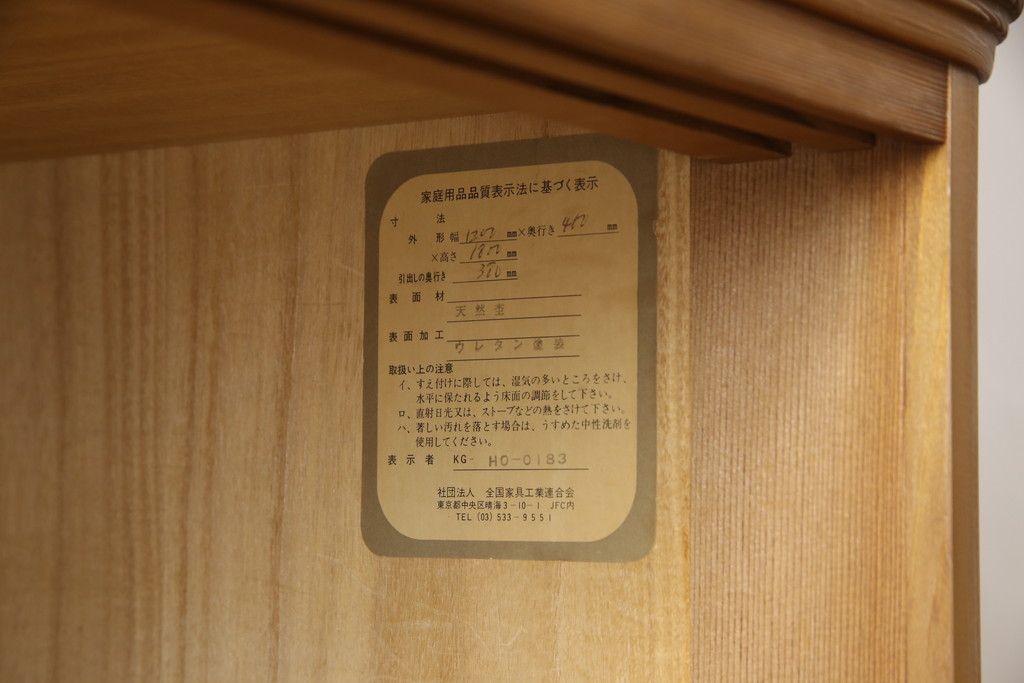 家庭用品品質表示法に基づく表示
寸法
外形幅 1200 mm×奥行き 460 mm
×高さ mm
引出しの奥行き mm
表面材
天然杢
表面加工
ウレタン塗装
取扱い上の注意
イ、すえ付けに際しては、湿気の多いところをさけ、
水平に保たれるよう床面の調節をして下さい。
ロ、直射日光又は、ストーブなどの熱をさけて下さい。
ハ、著しい汚れを落とす場合は、うすめた中性洗剤を
使用してください。
表示者 KG- HO-0183
社団法人 全国家具工業連合会
東京都中央区晴海3-10-1 JFC内
TEL (03) 533-9551